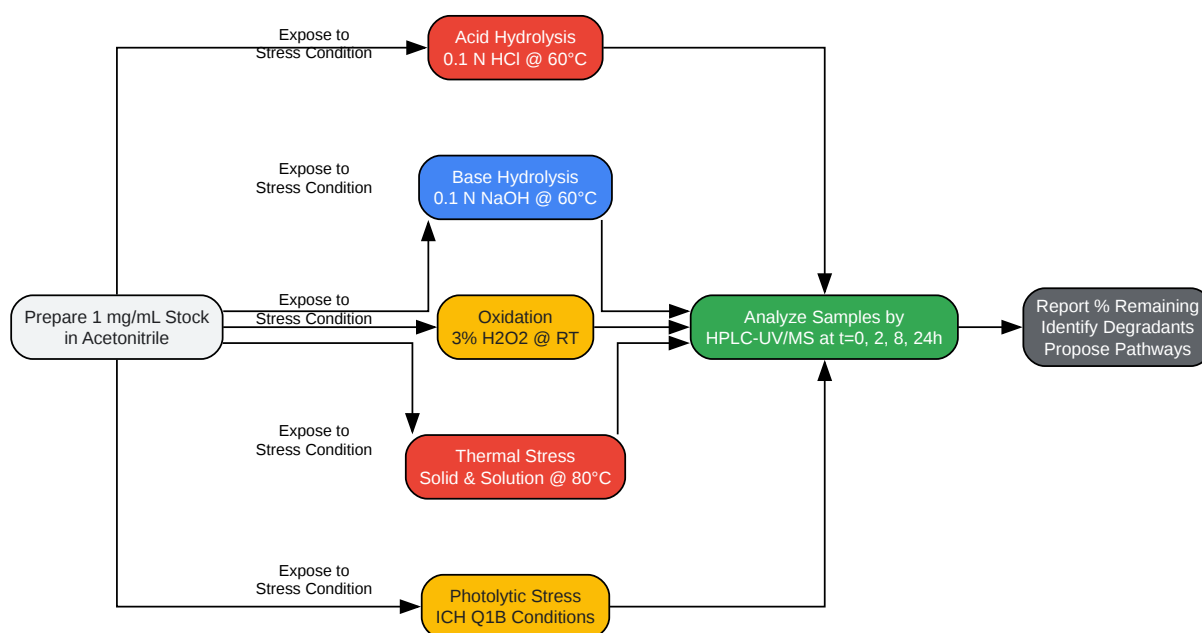 Expose to
Stress Condition
Acid Hydrolysis
0.1 N HCl @ 60°C
Expose to
Stress Condition
Base Hydrolysis
0.1 N NaOH @ 60°C
Prepare 1 mg/mL Stock
in Acetonitrile
Expose to
Stress Condition
Oxidation
3% H2O2 @ RT
Analyze Samples by
HPLC-UV/MS at t=0, 2, 8, 24h
Report % Remaining
Identify Degradants
Propose Pathways
Expose to
Stress Condition
Thermal Stress
Solid & Solution @ 80°C
Expose to
Stress Condition
Photolytic Stress
ICH Q1B Conditions